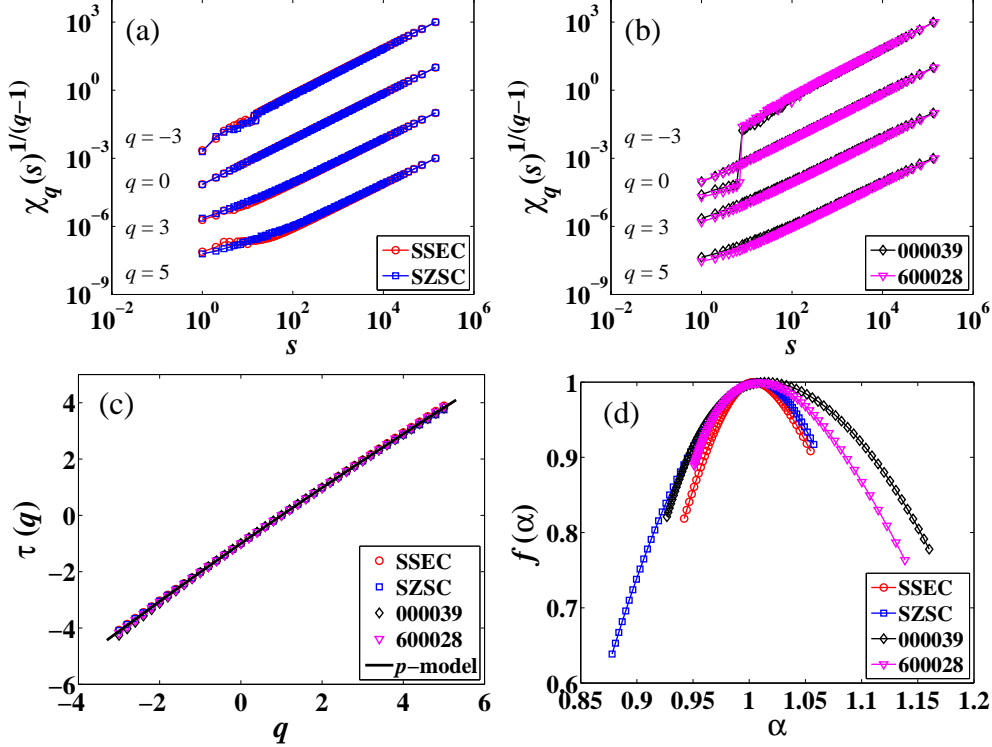 (a)
χq(s)^1/(q−1)
10^3
10^0
10^−3
10^−6
10^−9
q = −3
q = 0
q = 3
q = 5
SSEC
SZSC
10^−2 10^0 10^2 10^4 10^6
s
(b)
χq(s)^1/(q−1)
10^3
10^0
10^−3
10^−6
10^−9
q = −3
q = 0
q = 3
q = 5
000039
600028
10^−2 10^0 10^2 10^4 10^6
s
(c)
τ (q)
4
2
0
−2
−4
−6
SSEC
SZSC
000039
600028
p−model
−4 −2 0 2 4 6
q
(d)
f (α)
1
0.9
0.8
0.7
0.6
SSEC
SZSC
000039
600028
0.85 0.9 0.95 1 1.05 1.1 1.15 1.2
α